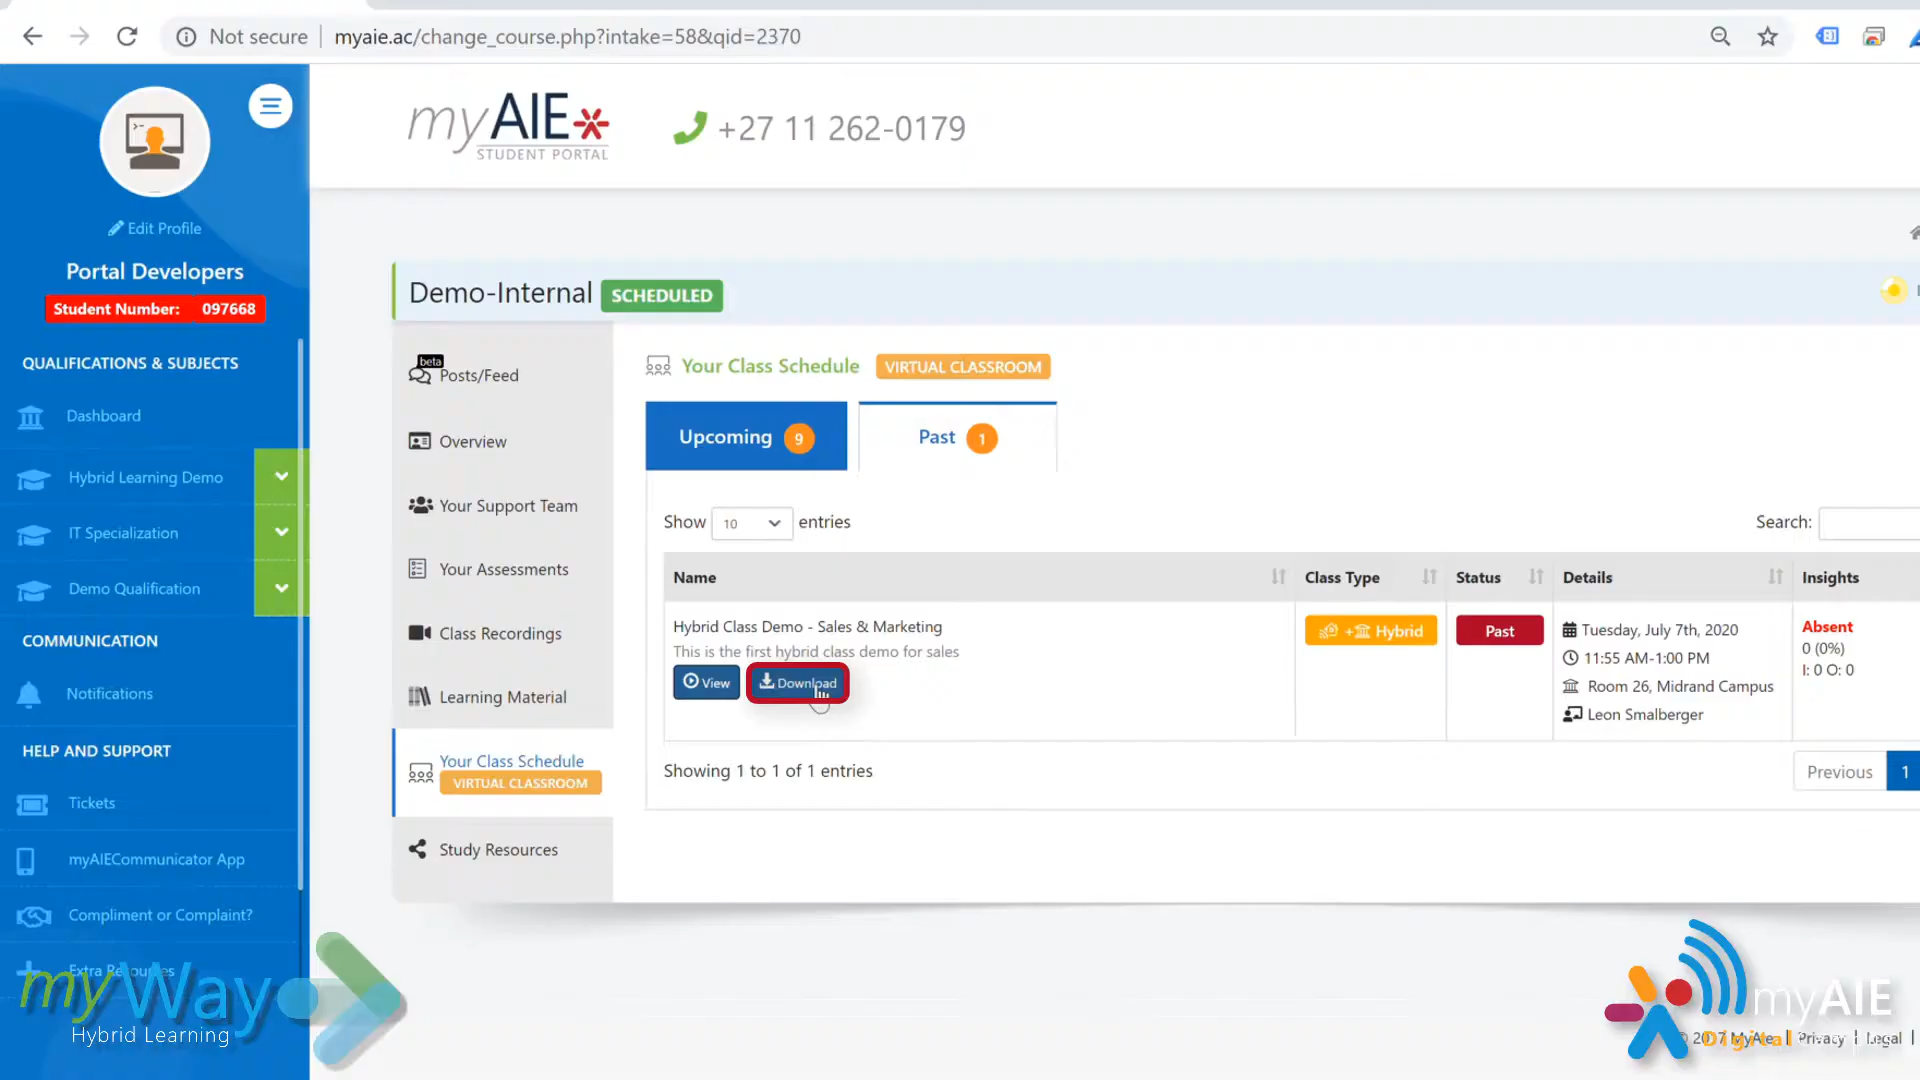 Not secure
myaie.ac/change_course.php?intake=58&qid=2370
Edit Profile
Portal Developers
Student Number: 097668
QUALIFICATIONS & SUBJECTS
Dashboard
Hybrid Learning Demo
IT Specialization
Demo Qualification
COMMUNICATION
Notifications
HELP AND SUPPORT
Tickets
myAIECommunicator App
Compliment or Complaint?
Extra Resources
myWay
Hybrid Learning
myAIE
STUDENT PORTAL
+27 11 262-0179
Demo-Internal SCHEDULED
beta
Posts/Feed
Overview
Your Support Team
Your Assessments
Class Recordings
Learning Material
Your Class Schedule
VIRTUAL CLASSROOM
Study Resources
Your Class Schedule VIRTUAL CLASSROOM
Upcoming 9
Past 1
Show 10 entries
Search:
Name Class Type Status Details Insights
Hybrid Class Demo - Sales & Marketing
This is the first hybrid class demo for sales
View Download
+ Hybrid
Past
Tuesday, July 7th, 2020
11:55 AM-1:00 PM
Room 26, Midrand Campus
Leon Smalberger
Absent
0 (0%)
I: 0 O: 0
Showing 1 to 1 of 1 entries
Previous 1
myAIE
Digital
MyAie | Privacy | Legal |